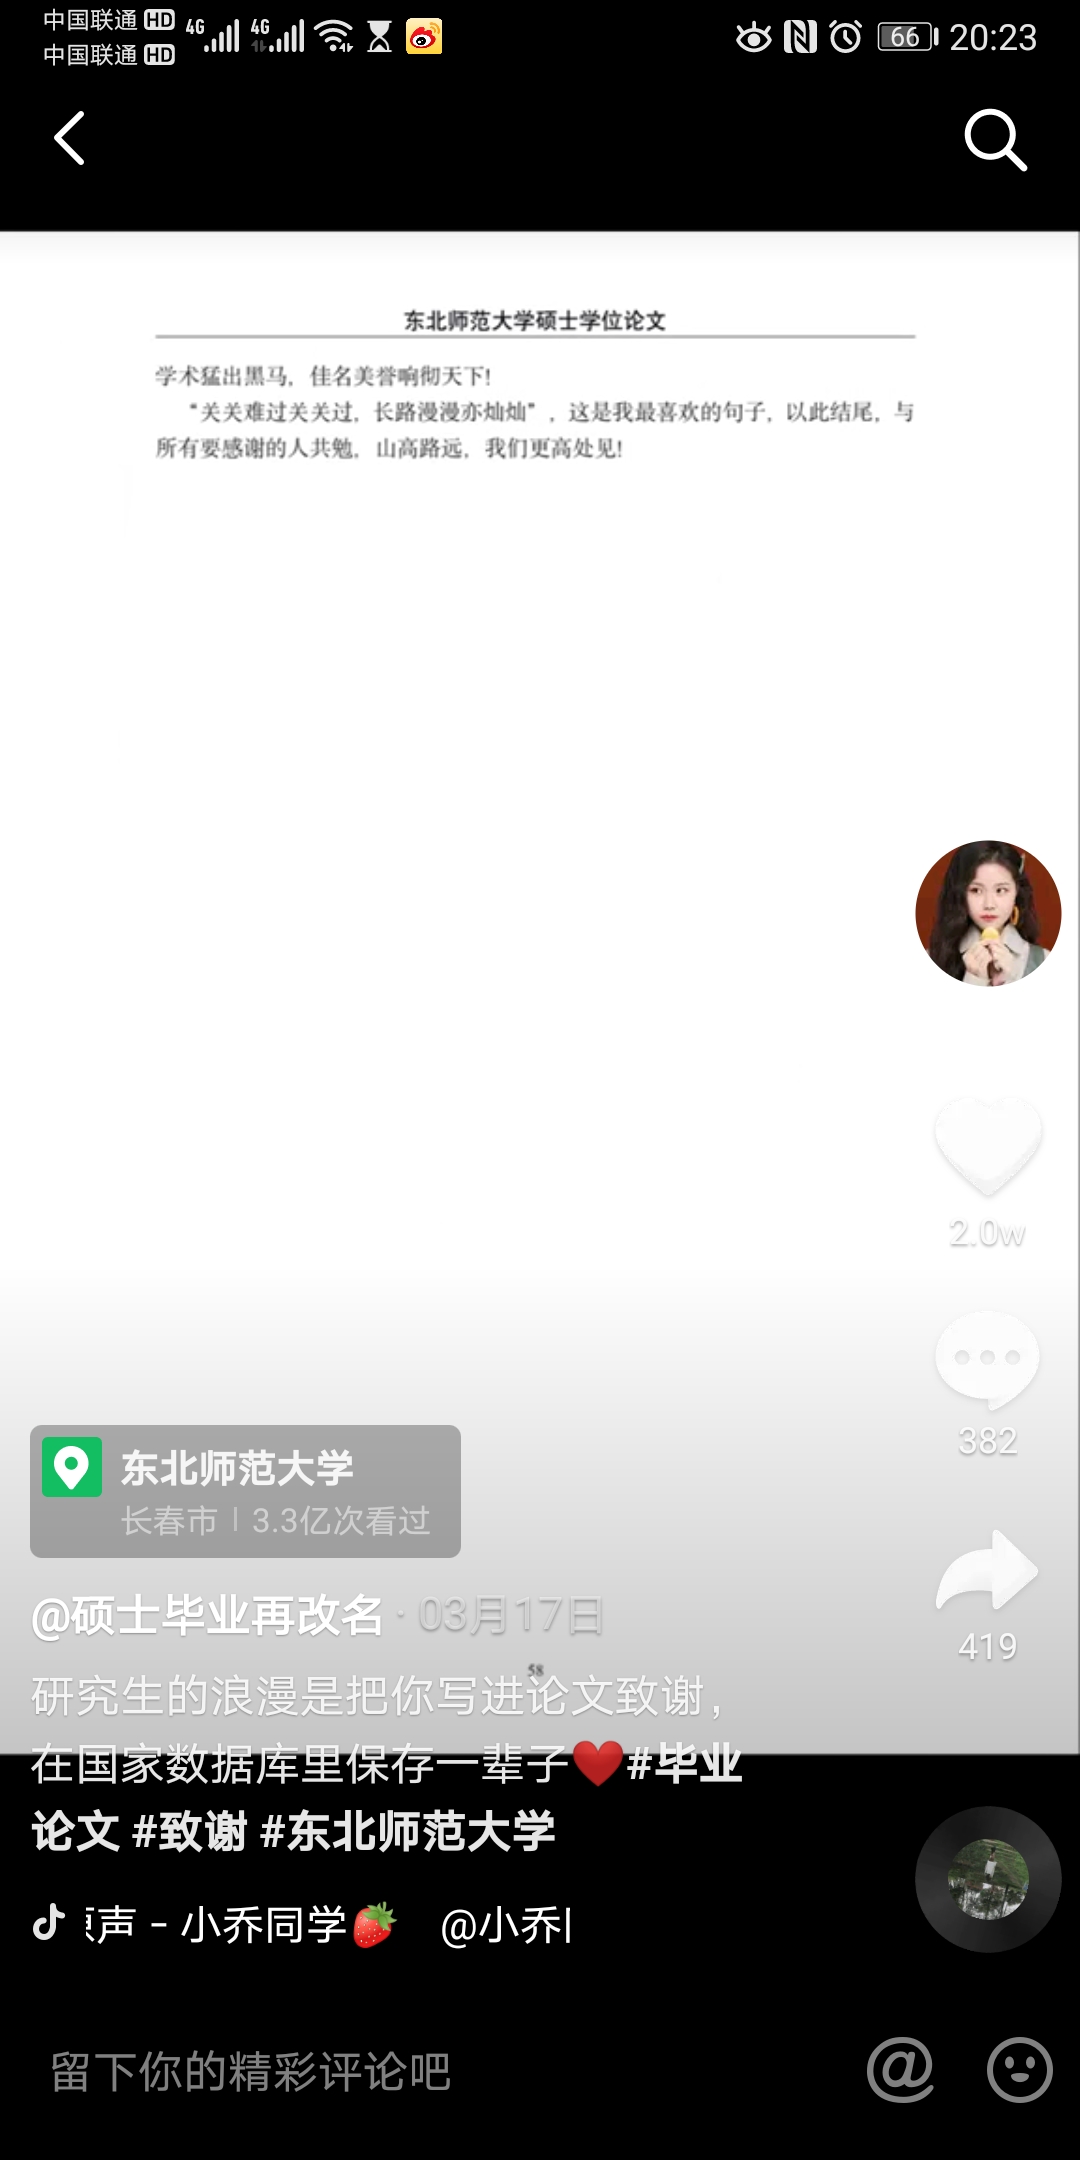 中国联通 HD 4G 4G 66 20:23
中国联通 HD
东北师范大学硕士学位论文
学术猛出黑马，佳名美誉响彻天下！
“关关难过关关过，长路漫漫亦灿灿”，这是我最喜欢的句子，以此结尾，与
所有要感谢的人共勉，山高路远，我们更高处见！
2.0w
382
东北师范大学
长春市 | 3.3亿次看过
@硕士毕业再改名 · 03月17日
419
58
研究生的浪漫是把你写进论文致谢，
在国家数据库里保存一辈子❤️#毕业
论文 #致谢 #东北师范大学
声 - 小乔同学🍓 @小乔
留下你的精彩评论吧